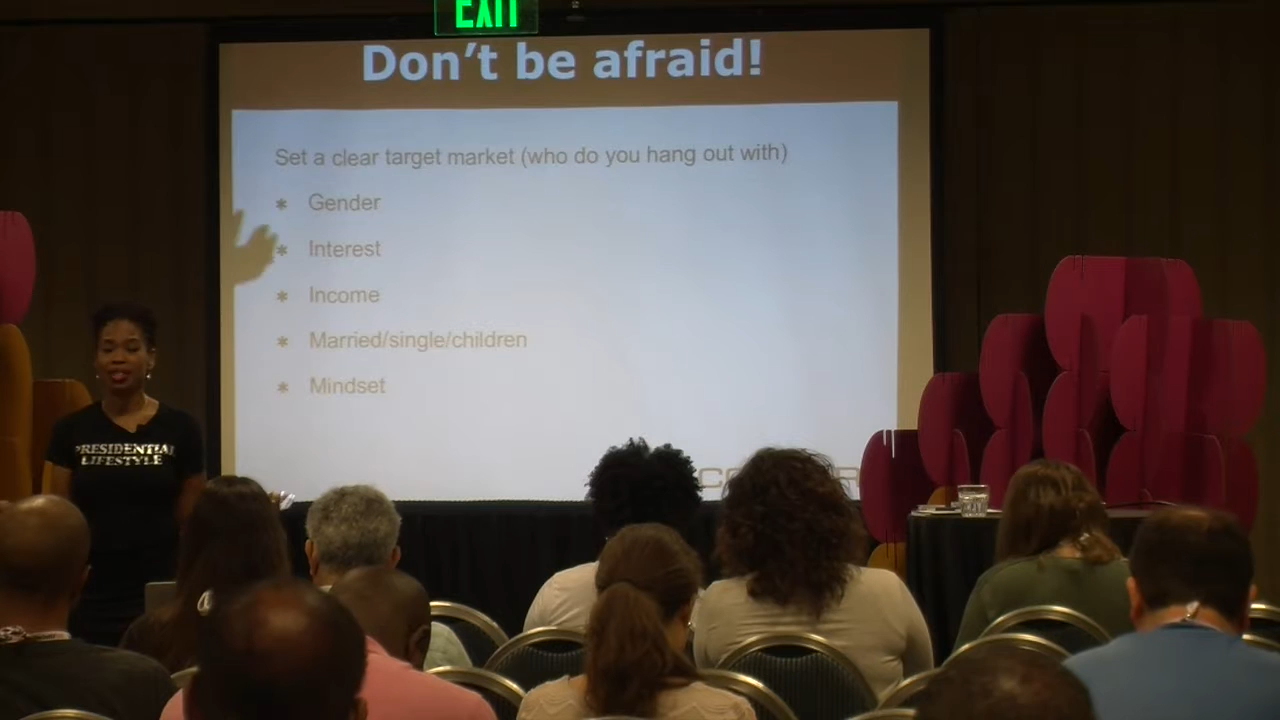 EXIT
Don't be afraid!
Set a clear target market (who do you hang out with)
* Gender
* Interest
* Income
* Married/single/children
* Mindset
PRESIDENTIAL
LIFESTYLE